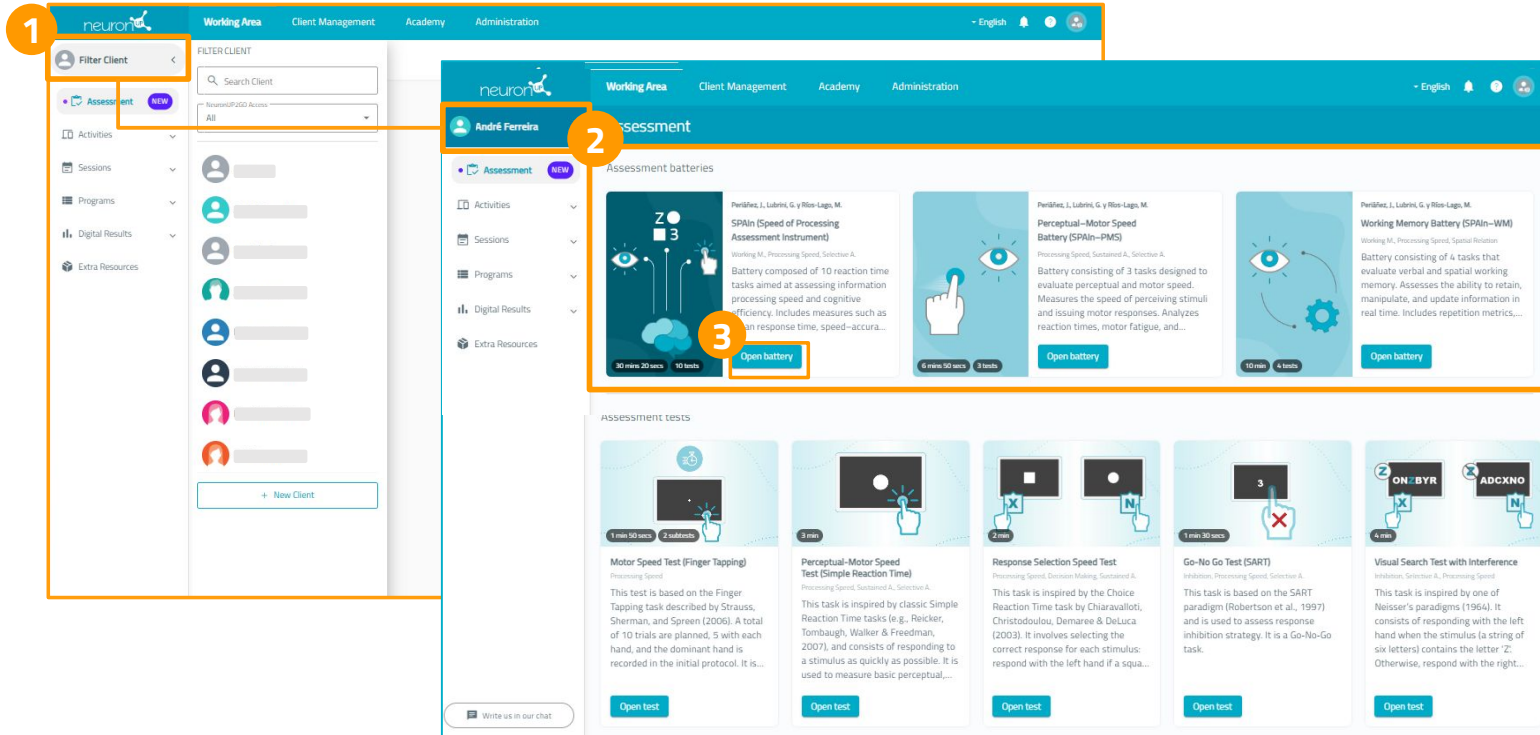 1
neuronUP
Working Area
Client Management
Academy
Administration
English
?
Filter Client
Assessment
NEW
Activities
Sessions
Programs
Digital Results
Extra Resources
FILTER CLIENT
Search Client
NeuronUP2GO Access
All
+ New Client
neuronUP
Working Area
Client Management
Academy
Administration
English
?
André Ferreira
2
Assessment
NEW
Activities
Sessions
Programs
Digital Results
Extra Resources
Write us in our chat
Assessment batteries
Z
3
30 mins 20 secs
10 tests
Periáñez, J., Lubrini, G. y Ríos-Lago, M.
SPAIn (Speed of Processing
Assessment Instrument)
Working M., Processing Speed, Selective A.
Battery composed of 10 reaction time
tasks aimed at assessing information
processing speed and cognitive
efficiency. Includes measures such as
response time, speed–accura...
3
Open battery
6 mins 50 secs
3 tests
Periáñez, J., Lubrini, G. y Ríos-Lago, M.
Perceptual–Motor Speed
Battery (SPAIn–PMS)
Processing Speed, Sustained A., Selective A.
Battery consisting of 3 tasks designed to
evaluate perceptual and motor speed.
Measures the speed of perceiving stimuli
and issuing motor responses. Analyzes
reaction times, motor fatigue, and...
Open battery
10 min
4 tests
Periáñez, J., Lubrini, G. y Ríos-Lago, M.
Working Memory Battery (SPAIn–WM)
Working M., Processing Speed, Spatial Relation
Battery consisting of 4 tasks that
evaluate verbal and spatial working
memory. Assesses the ability to retain,
manipulate, and update information in
real time. Includes repetition metrics,...
Open battery
Assessment tests
1 min 50 secs
2 subtests
Motor Speed Test (Finger Tapping)
Processing Speed
This test is based on the Finger
Tapping task described by Strauss,
Sherman, and Spreen (2006). A total
of 10 trials are planned, 5 with each
hand, and the dominant hand is
recorded in the initial protocol. It is...
Open test
3 min
Perceptual-Motor Speed
Test (Simple Reaction Time)
Processing Speed, Sustained A., Selective A.
This task is inspired by classic Simple
Reaction Time tasks (e.g., Reicker,
Tombaugh, Walker & Freedman,
2007), and consists of responding to
a stimulus as quickly as possible. It is
used to measure basic perceptual,...
Open test
X
N
2 min
Response Selection Speed Test
Processing Speed, Decision Making, Sustained A.
This task is inspired by the Choice
Reaction Time task by Chiaravalloti,
Christodoulou, Demaree & DeLuca
(2003). It involves selecting the
correct response for each stimulus:
respond with the left hand if a squa...
Open test
3
1 min 30 secs
Go-No Go Test (SART)
Inhibition, Processing Speed, Selective A.
This task is based on the SART
paradigm (Robertson et al., 1997)
and is used to assess response
inhibition strategy. It is a Go-No-Go
task.
Open test
Z
ONZBYR
X
Z
ADCXNO
N
4 min
Visual Search Test with Interference
Inhibition, Selective A., Processing Speed
This task is inspired by one of
Neisser's paradigms (1964). It
consists of responding with the left
hand when the stimulus (a string of
six letters) contains the letter 'Z'.
Otherwise, respond with the right...
Open test